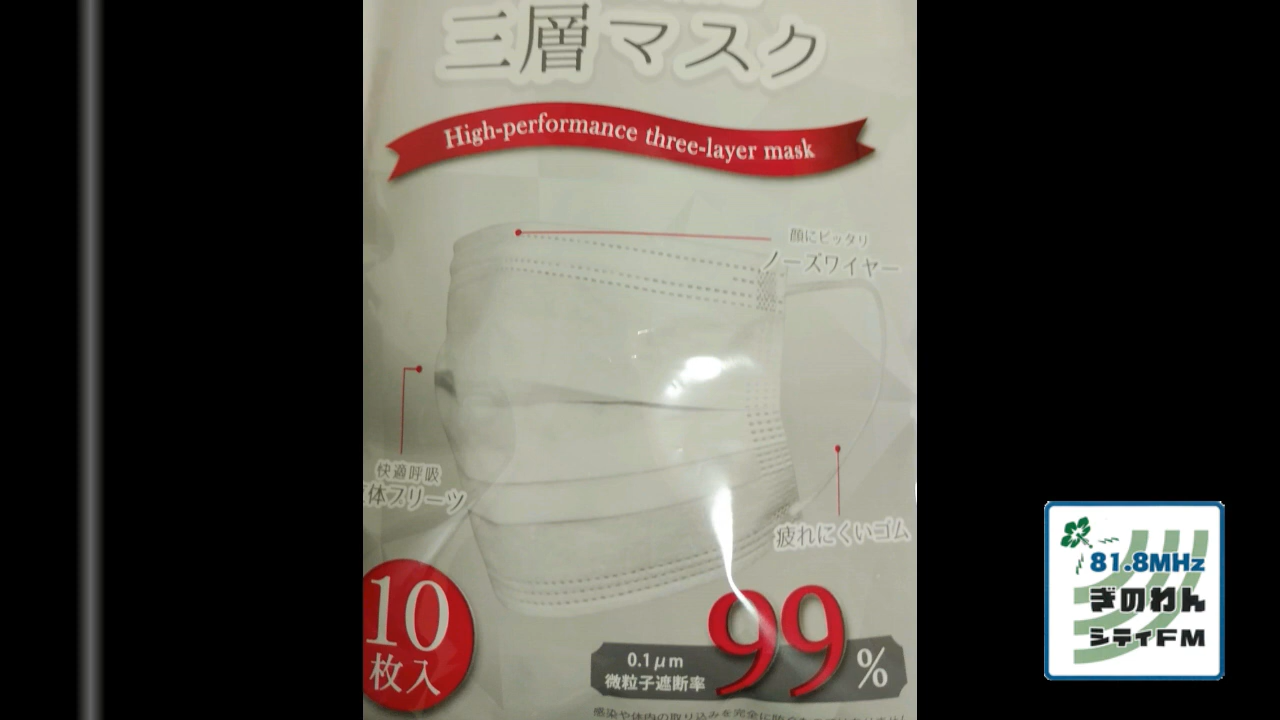 三層マスク
High-performance three-layer mask
顔にピッタリ
ノーズワイヤー
快適呼吸
体プリーツ
疲れにくいゴム
10
枚入
99%
0.1μm
微粒子遮断率
81.8MHz
ぎのわん
シティFM